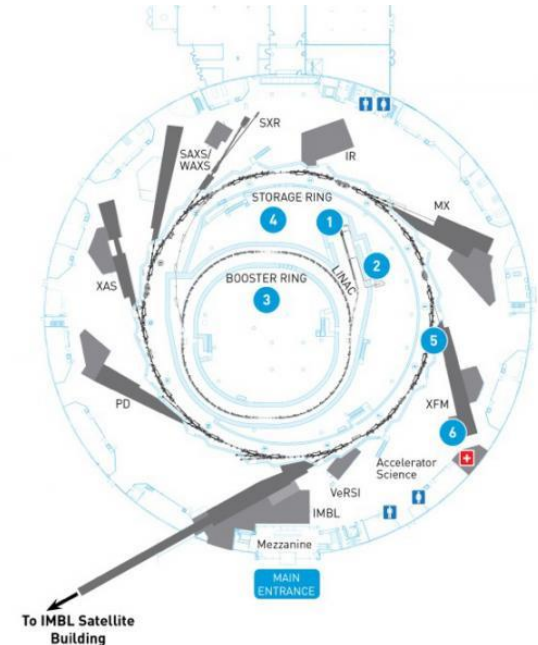 SXR
SAXS/
WAXS
IR
STORAGE RING
MX
4
1
2
LINAC
BOOSTER RING
3
XAS
5
PD
XFM
6
Accelerator
Science
VeRSI
IMBL
Mezzanine
MAIN
ENTRANCE
To IMBL Satellite
Building